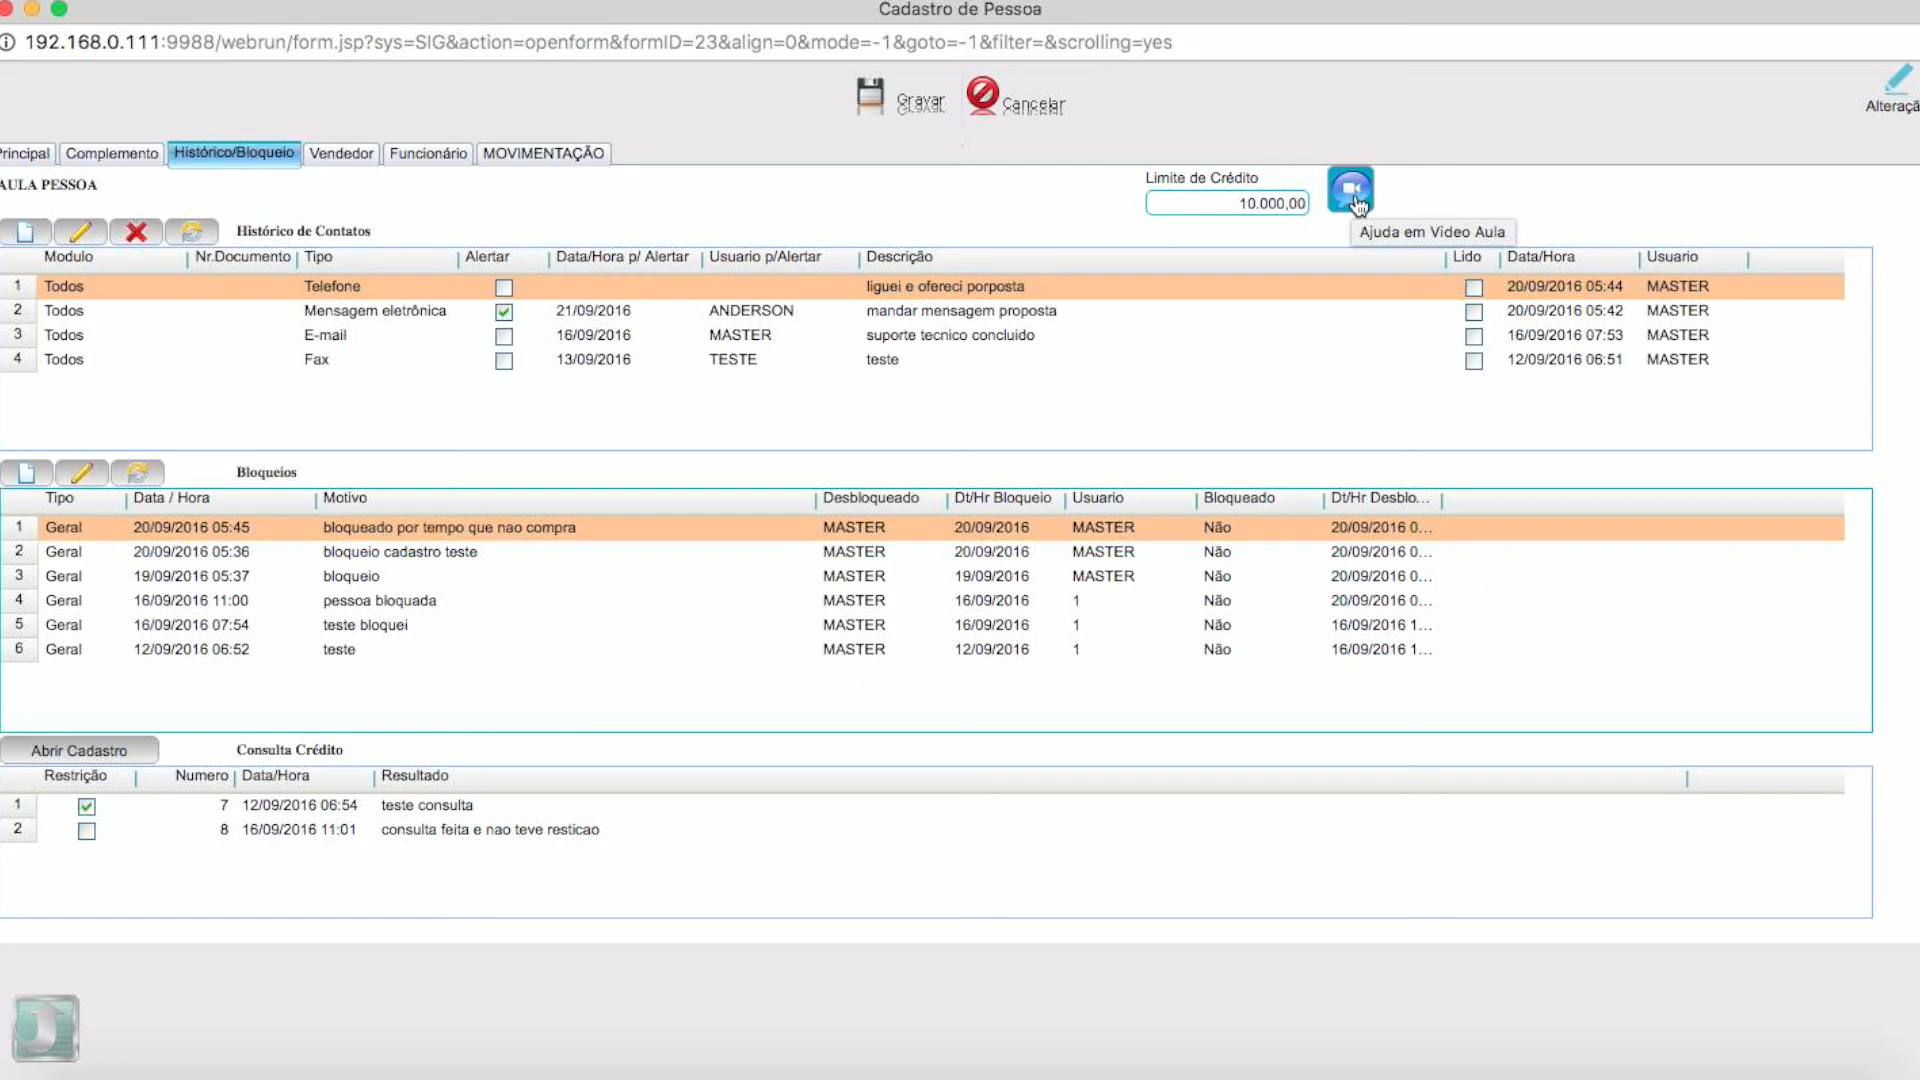 Cadastro de Pessoa
192.168.0.111:9988/webrun/form.jsp?sys=SIG&action=openform&formID=23&align=0&mode=-1&goto=-1&filter=&scrolling=yes
Gravar Cancelar
Alteraçã
Principal Complemento Histórico/Bloqueio Vendedor Funcionário MOVIMENTAÇÃO
AULA PESSOA
Limite de Crédito
10.000,00
Ajuda em Video Aula
Histórico de Contatos
Modulo Nr.Documento Tipo Alertar Data/Hora p/ Alertar Usuario p/Alertar Descrição Lido Data/Hora Usuario
1 Todos Telefone liguei e ofereci porposta 20/09/2016 05:44 MASTER
2 Todos Mensagem eletrônica 21/09/2016 ANDERSON mandar mensagem proposta 20/09/2016 05:42 MASTER
3 Todos E-mail 16/09/2016 MASTER suporte tecnico concluido 16/09/2016 07:53 MASTER
4 Todos Fax 13/09/2016 TESTE teste 12/09/2016 06:51 MASTER
Bloqueios
Tipo Data / Hora Motivo Desbloqueado Dt/Hr Bloqueio Usuario Bloqueado Dt/Hr Desblo...
1 Geral 20/09/2016 05:45 bloqueado por tempo que nao compra MASTER 20/09/2016 MASTER Não 20/09/2016 0...
2 Geral 20/09/2016 05:36 bloqueio cadastro teste MASTER 20/09/2016 MASTER Não 20/09/2016 0...
3 Geral 19/09/2016 05:37 bloqueio MASTER 19/09/2016 MASTER Não 20/09/2016 0...
4 Geral 16/09/2016 11:00 pessoa bloquada MASTER 16/09/2016 1 Não 20/09/2016 0...
5 Geral 16/09/2016 07:54 teste bloquei MASTER 16/09/2016 1 Não 16/09/2016 1...
6 Geral 12/09/2016 06:52 teste MASTER 12/09/2016 1 Não 16/09/2016 1...
Abrir Cadastro Consulta Crédito
Restrição Numero Data/Hora Resultado
1 7 12/09/2016 06:54 teste consulta
2 8 16/09/2016 11:01 consulta feita e nao teve resticao